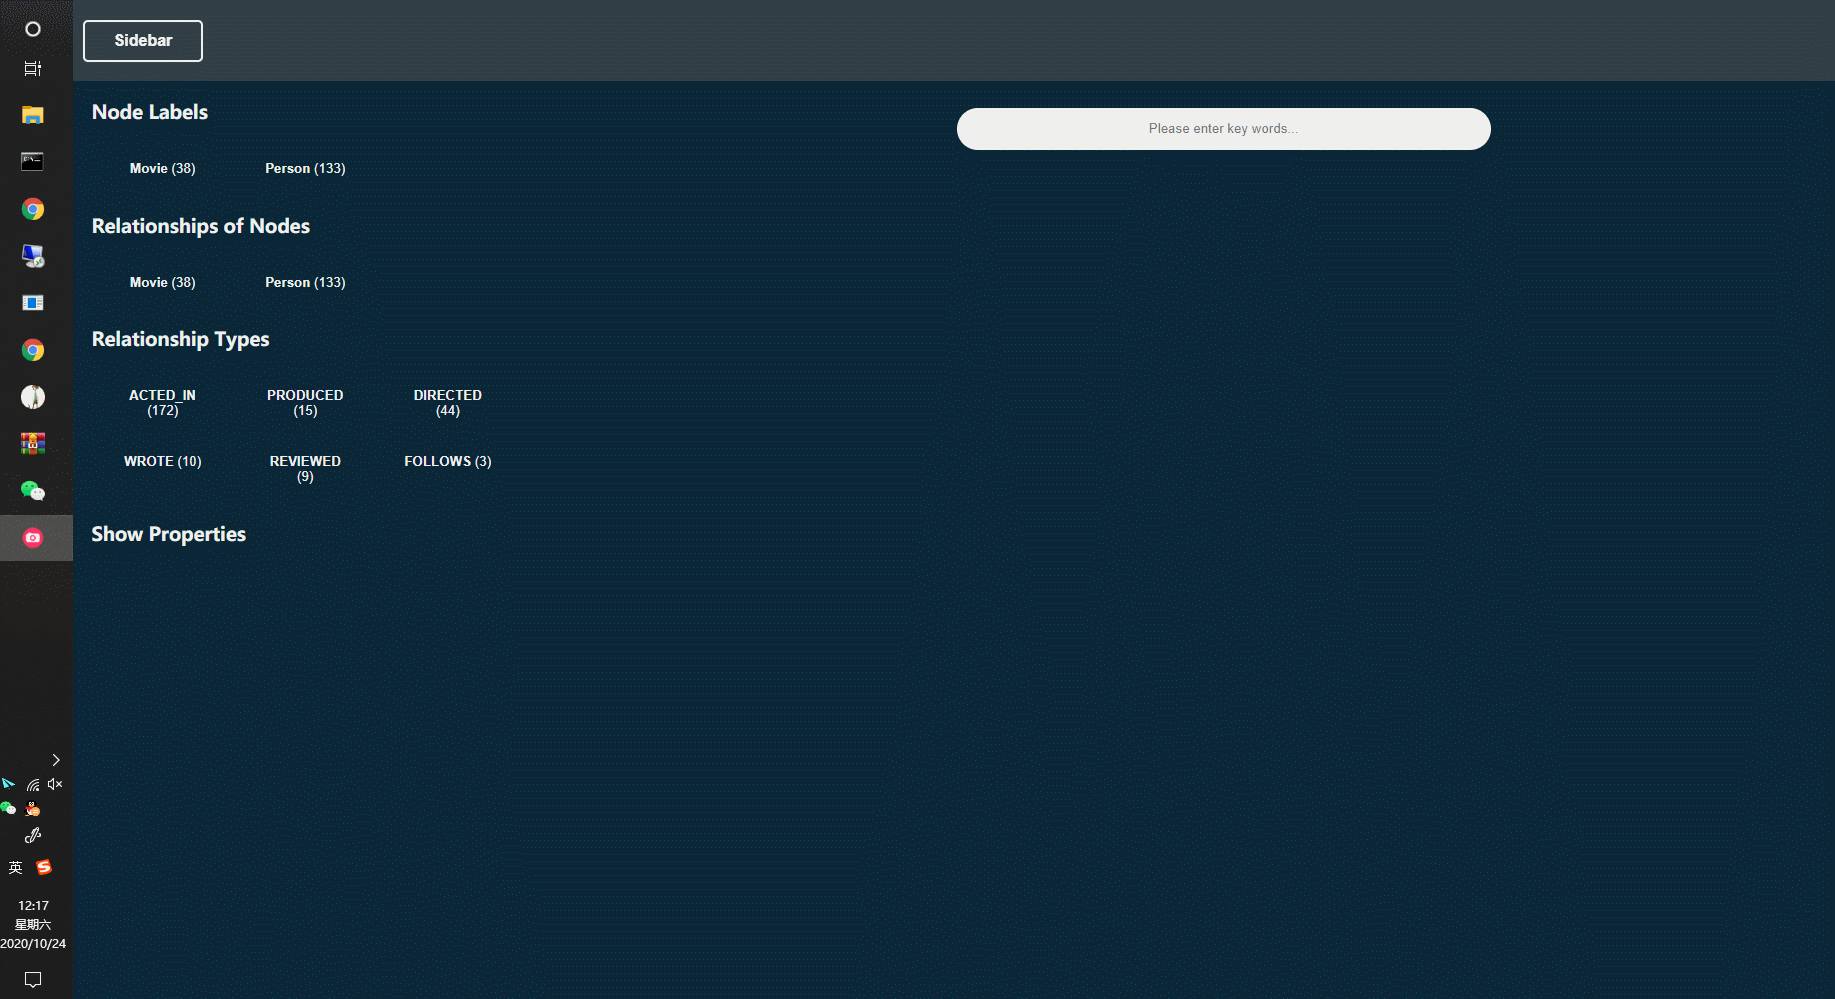 Sidebar
Node Labels
Please enter key words...
Movie (38)
Person (133)
Relationships of Nodes
Movie (38)
Person (133)
Relationship Types
ACTED_IN
(172)
PRODUCED
(15)
DIRECTED
(44)
WROTE (10)
REVIEWED
(9)
FOLLOWS (3)
Show Properties
英
12:17
星期六
2020/10/24